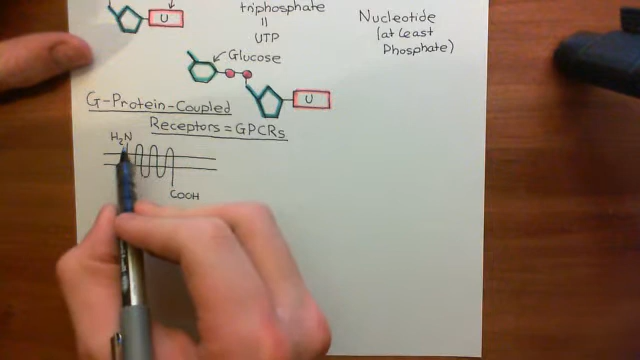 triphosphate
=
UTP
Nucleotide
(at least
Phosphate)
U
Glucose
U
G-Protein-Coupled
Receptors = GPCRs
H2N
COOH